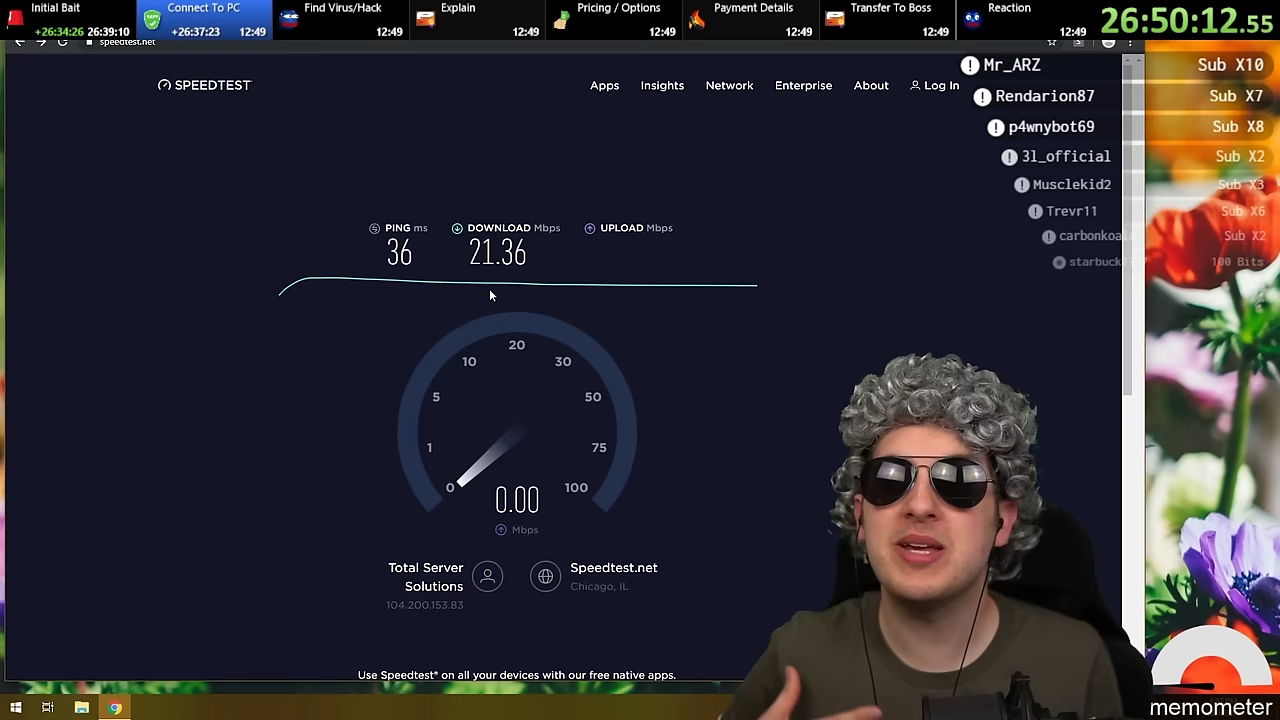 Initial Bait
+26:34:26 26:39:10
Connect To PC
+26:37:23 12:49
Find Virus/Hack
12:49
Explain
12:49
Pricing / Options
12:49
Payment Details
12:49
Transfer To Boss
12:49
Reaction
12:49
26:50:12.55
speedtest.net
SPEEDTEST
Apps Insights Network Enterprise About Log In
Mr_ARZ Sub X10
Rendarion87 Sub X7
p4wnybot69 Sub X8
3l_official Sub X2
Musclekid2 Sub X3
Trevr11 Sub X6
Sub X2
100 Bits
PING ms DOWNLOAD Mbps UPLOAD Mbps
36 21.36
0 1 5 10 20 30 50 75 100
0.00
Mbps
Total Server
Solutions
104.200.153.83
Speedtest.net
Chicago, IL
Use Speedtest® on all your devices with our free native apps.
memometer